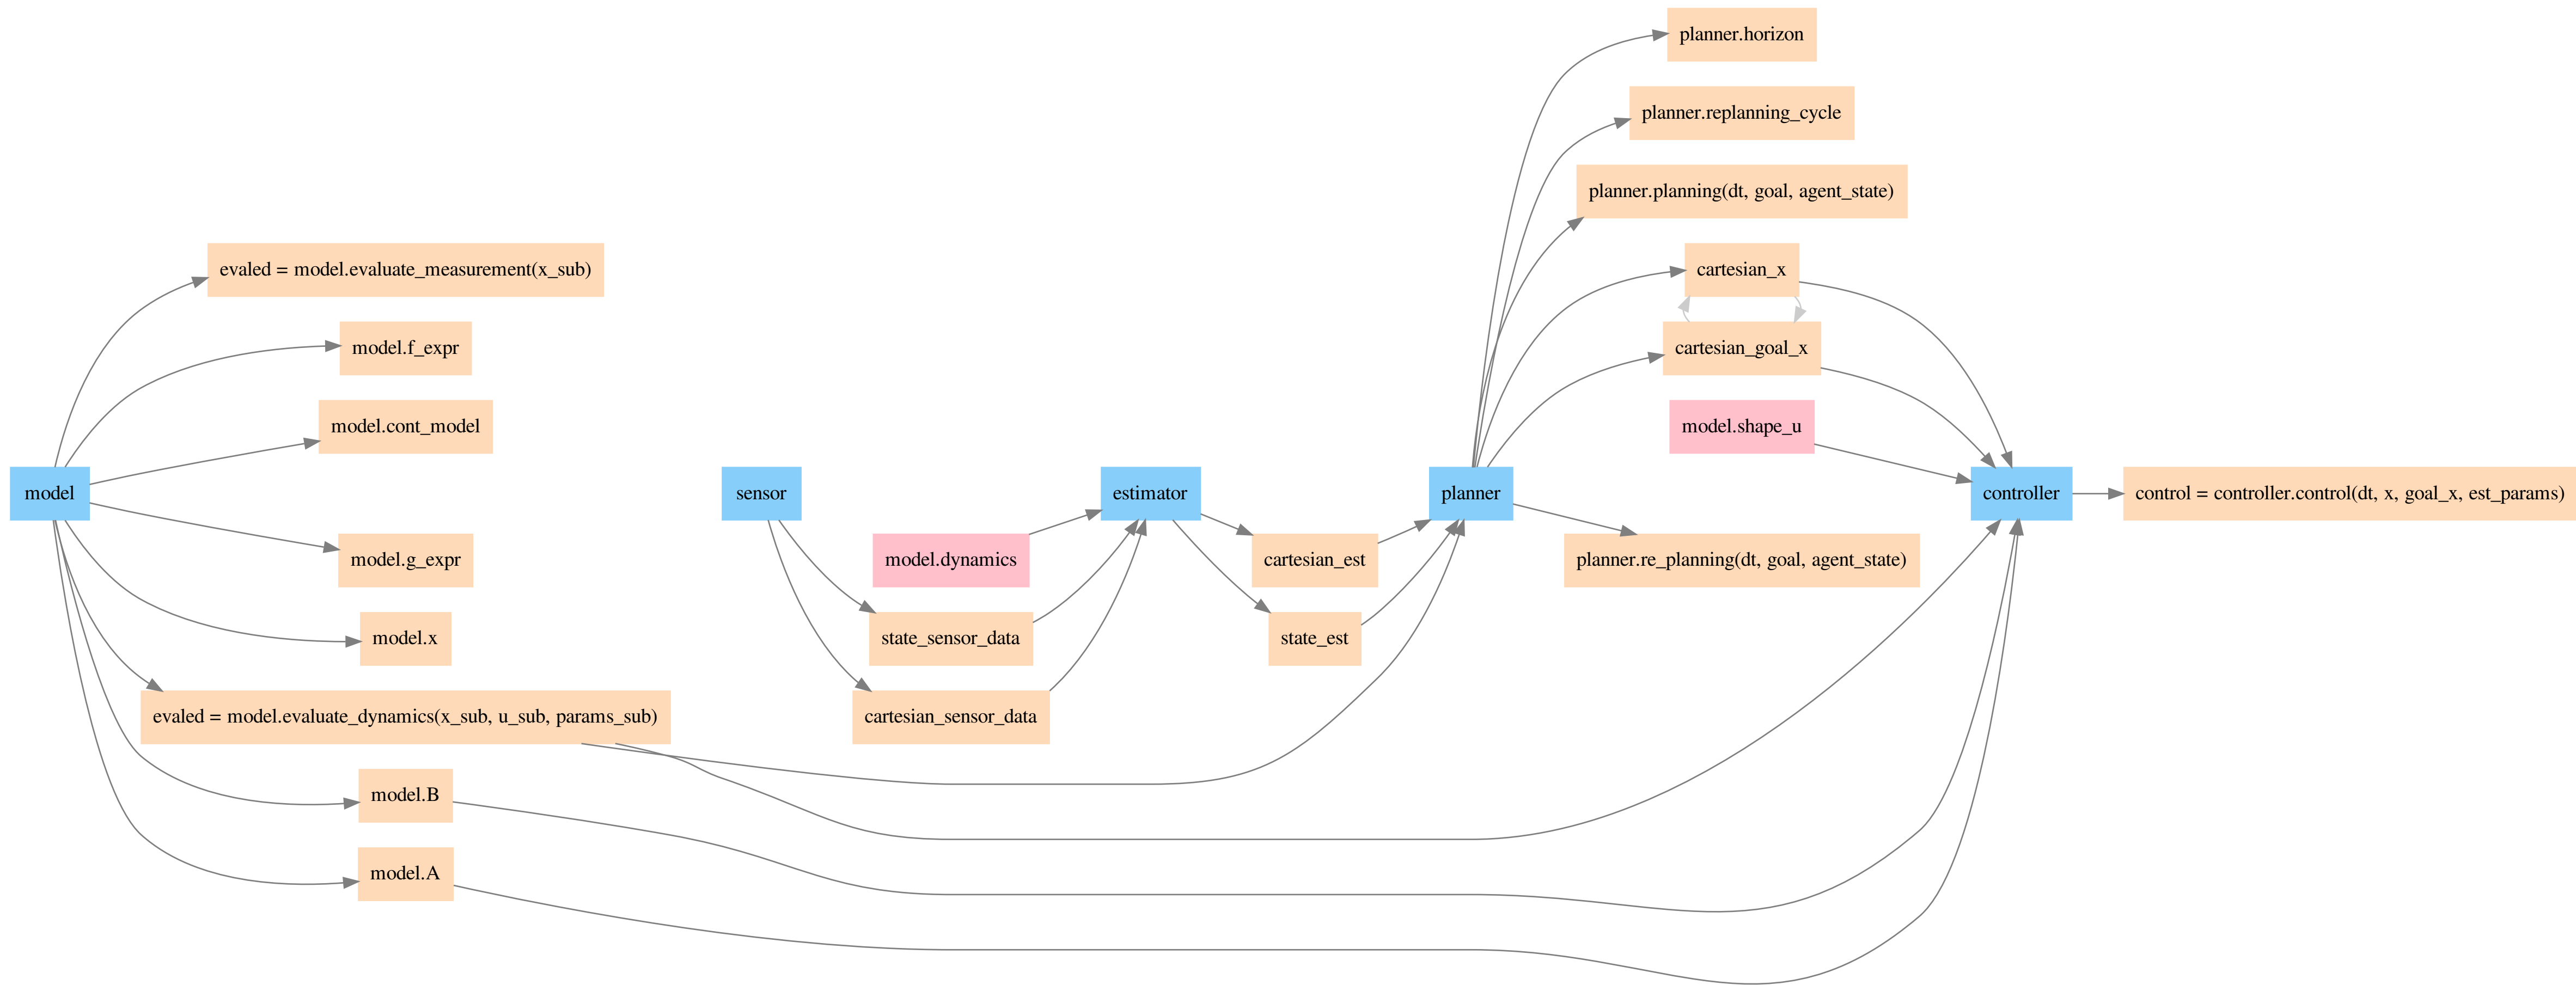 planner.horizon
planner.replanning_cycle
planner.planning(dt, goal, agent_state)
evaled = model.evaluate_measurement(x_sub)
cartesian_x
model.f_expr
cartesian_goal_x
model.cont_model
model.shape_u
model
sensor
estimator
planner
controller
control = controller.control(dt, x, goal_x, est_params)
model.g_expr
model.dynamics
cartesian_est
planner.re_planning(dt, goal, agent_state)
model.x
state_sensor_data
state_est
evaled = model.evaluate_dynamics(x_sub, u_sub, params_sub)
cartesian_sensor_data
model.B
model.A